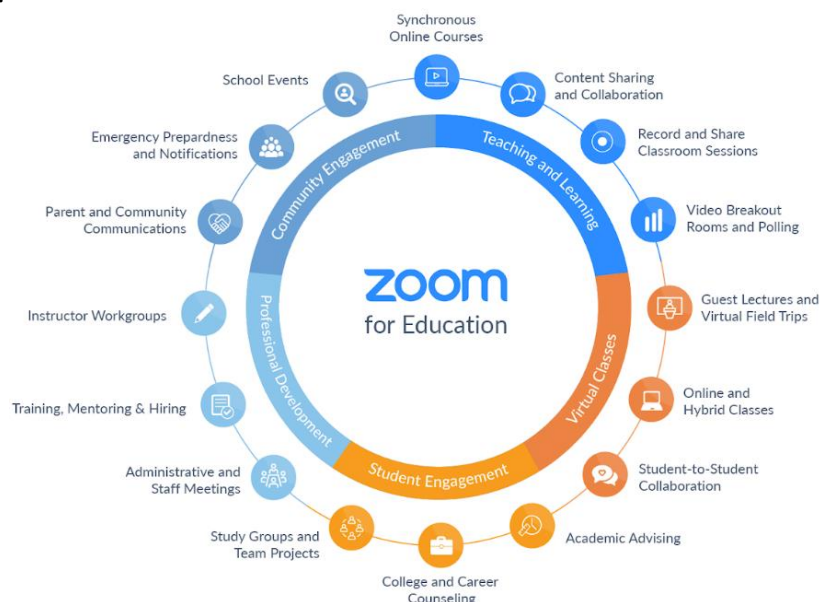 Synchronous
Online Courses
Content Sharing
and Collaboration
Record and Share
Classroom Sessions
Video Breakout
Rooms and Polling
Guest Lectures and
Virtual Field Trips
Online and
Hybrid Classes
Student-to-Student
Collaboration
Academic Advising
College and Career
Counseling
Study Groups and
Team Projects
Administrative and
Staff Meetings
Training, Mentoring & Hiring
Instructor Workgroups
Parent and Community
Communications
Emergency Prepardness
and Notifications
School Events
Community Engagement
Teaching and Learning
Virtual Classes
Student Engagement
Professional Development
zoom
for Education